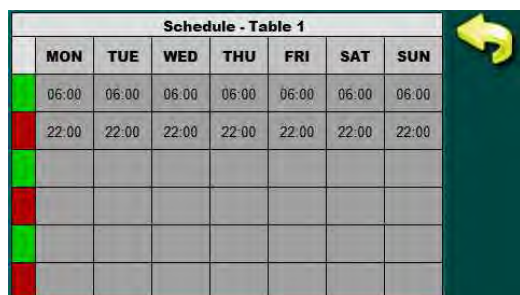 Schedule - Table 1
MON TUE WED THU FRI SAT SUN
06:00 06:00 06:00 06:00 06:00 06:00 06:00
22:00 22:00 22:00 22:00 22:00 22:00 22:00